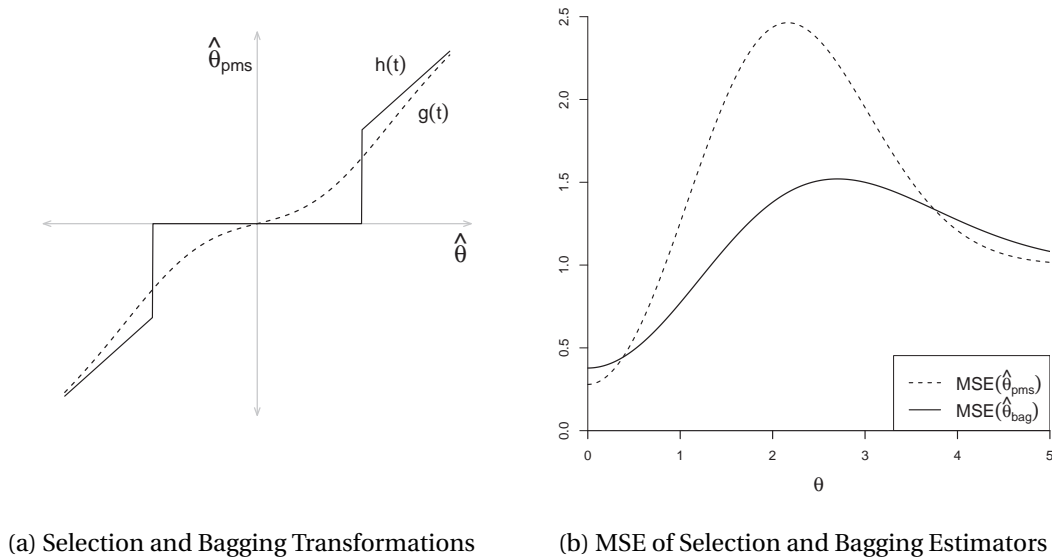 θ̂pms
h(t)
g(t)
θ̂
2.5
2.0
1.5
1.0
0.5
0.0
0 1 2 3 4 5
θ
MSE(θ̂pms)
MSE(θ̂bag)
(a) Selection and Bagging Transformations
(b) MSE of Selection and Bagging Estimators